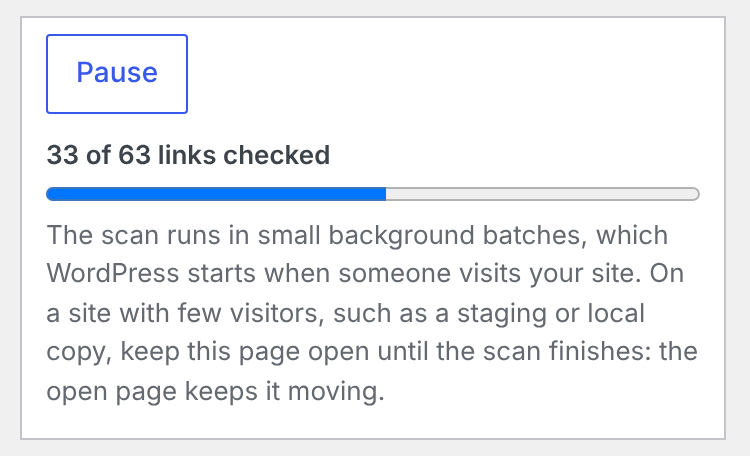 Pause
33 of 63 links checked
The scan runs in small background batches, which
WordPress starts when someone visits your site. On
a site with few visitors, such as a staging or local
copy, keep this page open until the scan finishes: the
open page keeps it moving.